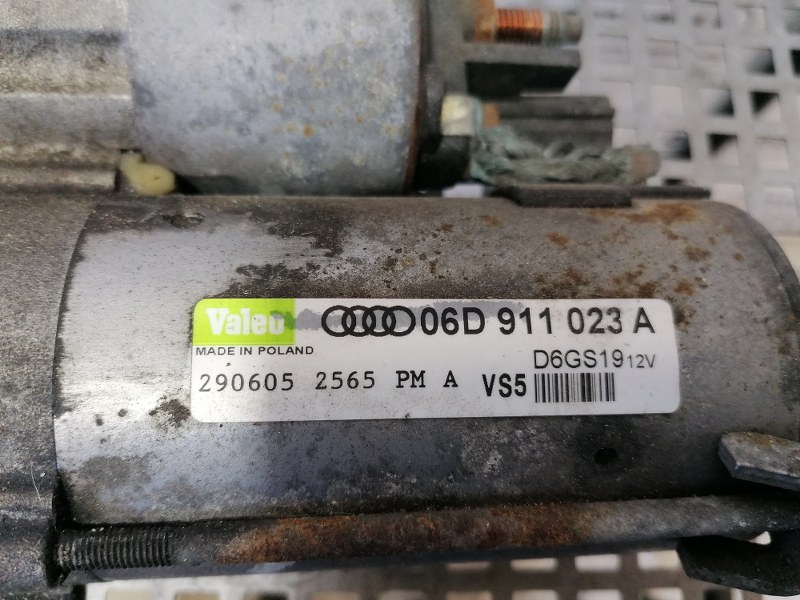 Valeo 06D 911 023 A
MADE IN POLAND D6GS19 12V
290605 2565 PM A VS5